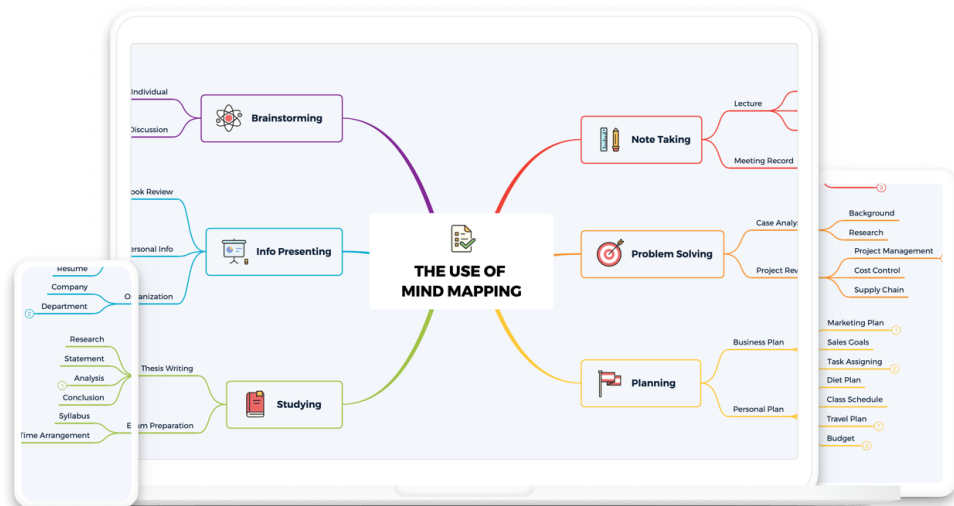 THE USE OF
MIND MAPPING
Brainstorming
Individual
Discussion
Info Presenting
ook Review
ersonal Info
Resume
Company
Department
2
Studying
Thesis Writing
Research
Statement
Analysis
1
Conclusion
Syllabus
Time Arrangement
Note Taking
Lecture
Meeting Record
3
Problem Solving
Case Analy
Background
Research
Project Rev
Project Management
Cost Control
Supply Chain
Planning
Business Plan
Marketing Plan
Sales Goals
Task Assigning
Personal Plan
Diet Plan
Class Schedule
Travel Plan
Budget